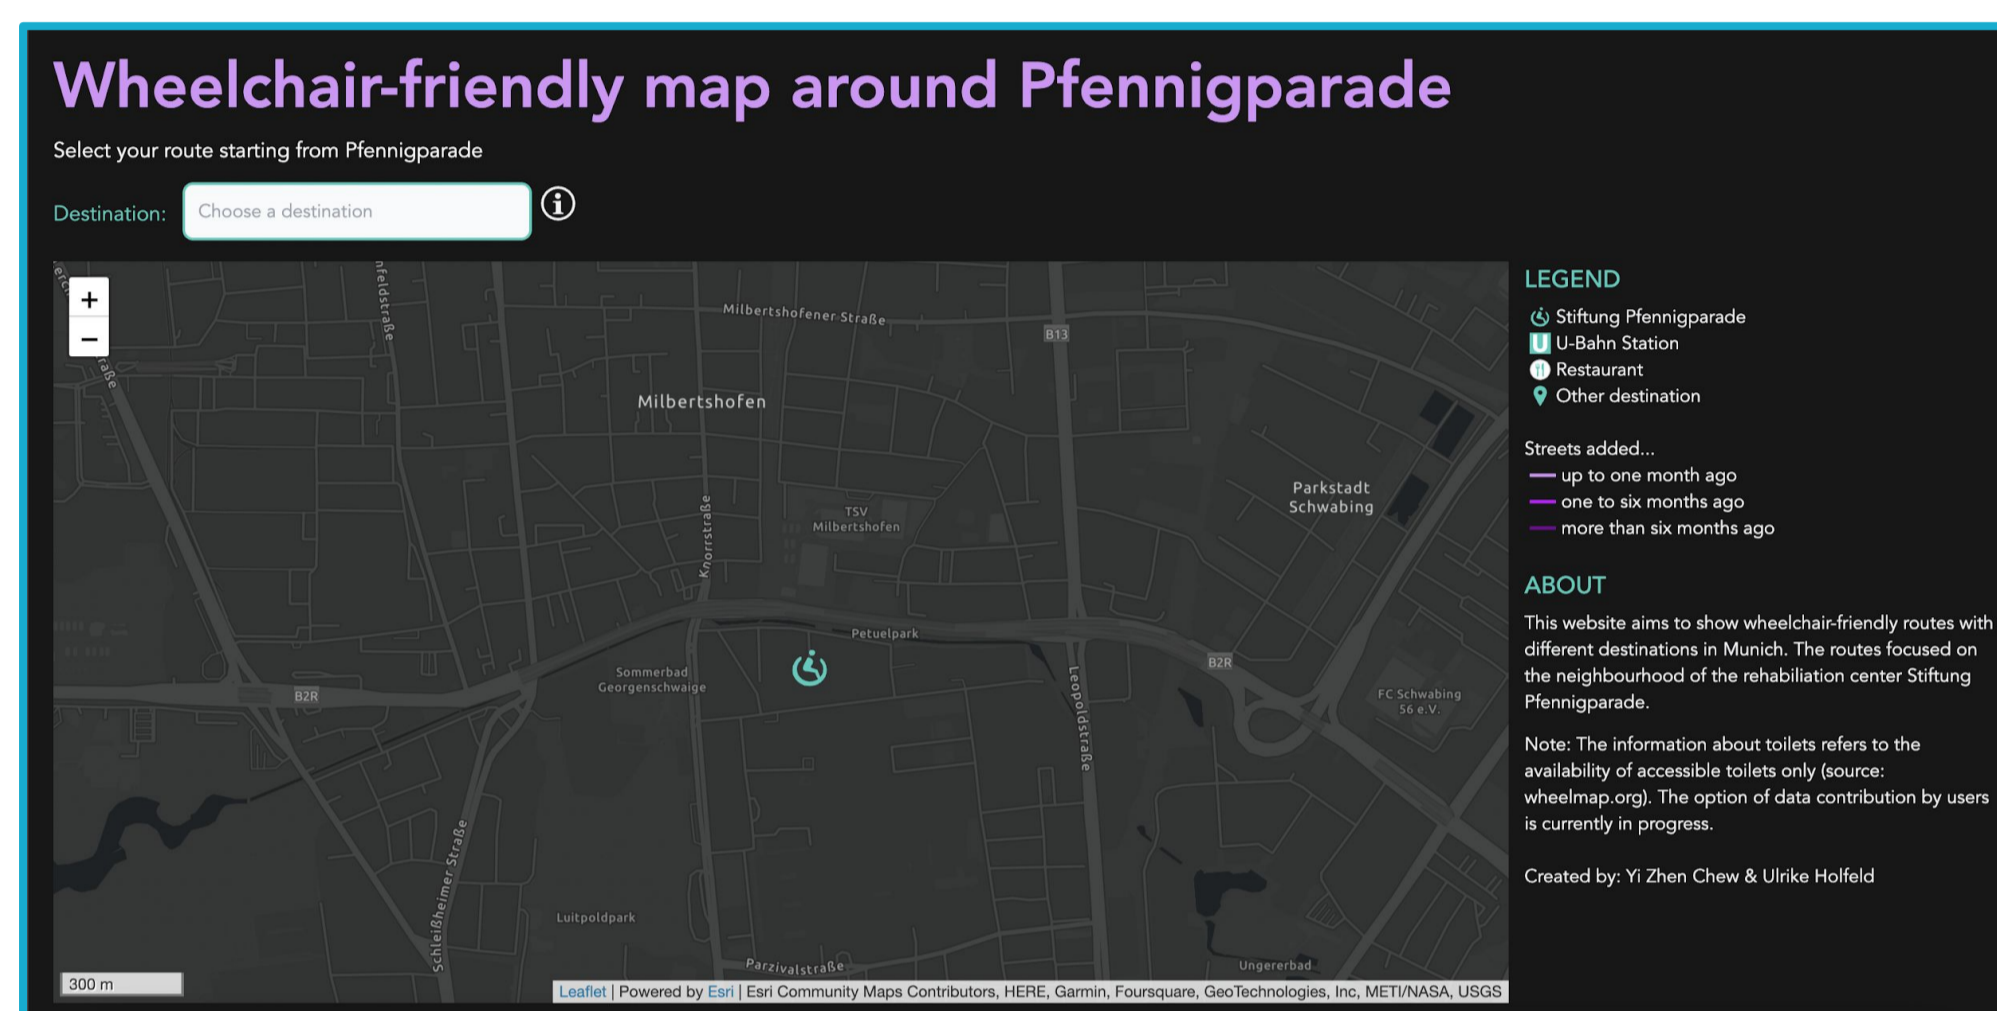 Wheelchair-friendly map around Pfennigparade
Select your route starting from Pfennigparade
Destination:
Choose a destination
+
−
nfeldstraße
raße
Milbertshofener Straße
B13
Milbertshofen
Parkstadt
Schwabing
TSV
Milbertshofen
Knorrstraße
Petuelpark
Sommerbad
Georgenschwaige
B2R
B2R
Leopoldstraße
FC Schwabing
56 e.V.
Schleißheimer Straße
Luitpoldpark
Parzivalstraße
Ungererbad
300 m
Leaflet | Powered by Esri | Esri Community Maps Contributors, HERE, Garmin, Foursquare, GeoTechnologies, Inc, METI/NASA, USGS
LEGEND
Stiftung Pfennigparade
U U-Bahn Station
Restaurant
Other destination
Streets added...
up to one month ago
one to six months ago
more than six months ago
ABOUT
This website aims to show wheelchair-friendly routes with
different destinations in Munich. The routes focused on
the neighbourhood of the rehabiliation center Stiftung
Pfennigparade.
Note: The information about toilets refers to the
availability of accessible toilets only (source:
wheelmap.org). The option of data contribution by users
is currently in progress.
Created by: Yi Zhen Chew & Ulrike Holfeld